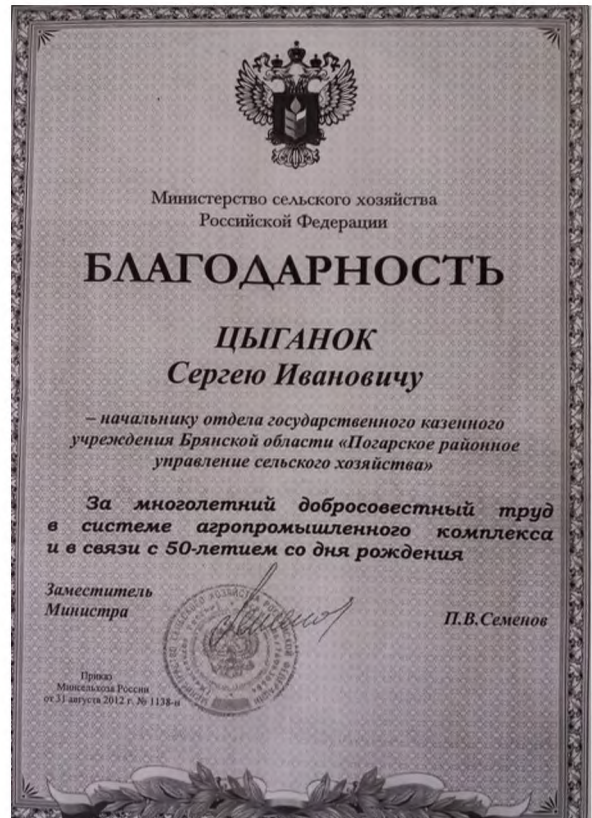 Министерство сельского хозяйства
Российской Федерации
БЛАГОДАРНОСТЬ
ЦЫГАНОК
Сергею Ивановичу
– начальнику отдела государственного казенного
учреждения Брянской области «Погарское районное
управление сельского хозяйства»
За многолетний добросовестный труд
в системе агропромышленного комплекса
и в связи с 50-летием со дня рождения
Заместитель
Министра
П.В.Семенов
Приказ
Минсельхоза России
от 31 августа 2012 г. № 1138-н